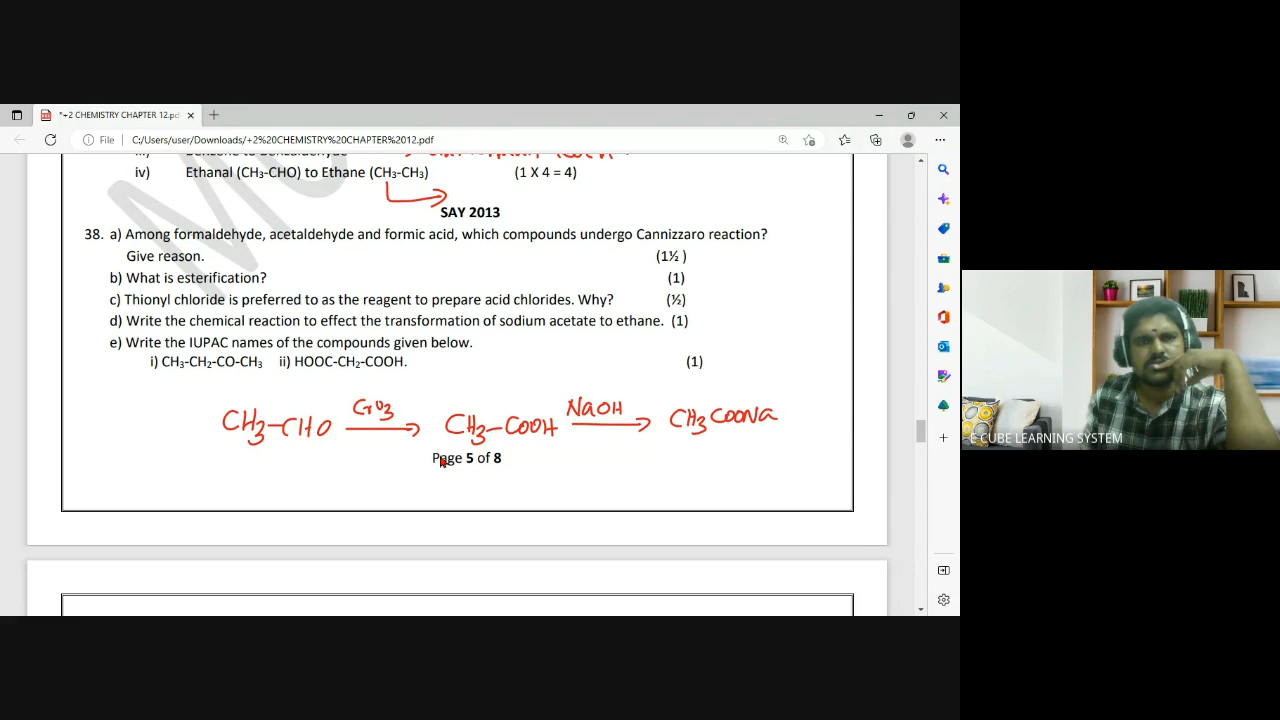 *+2 CHEMISTRY CHAPTER 12.pd
File C:/Users/user/Downloads/+2%20CHEMISTRY%20CHAPTER%2012.pdf
iv) Ethanal (CH₃-CHO) to Ethane (CH₃-CH₃) (1 X 4 = 4)
SAY 2013
38. a) Among formaldehyde, acetaldehyde and formic acid, which compounds undergo Cannizzaro reaction?
Give reason. (1½ )
b) What is esterification? (1)
c) Thionyl chloride is preferred to as the reagent to prepare acid chlorides. Why? (½)
d) Write the chemical reaction to effect the transformation of sodium acetate to ethane. (1)
e) Write the IUPAC names of the compounds given below.
i) CH₃-CH₂-CO-CH₃ ii) HOOC-CH₂-COOH. (1)
CH₃-CHO CrO₃ CH₃-COOH NaOH CH₃COONa
Page 5 of 8
E CUBE LEARNING SYSTEM